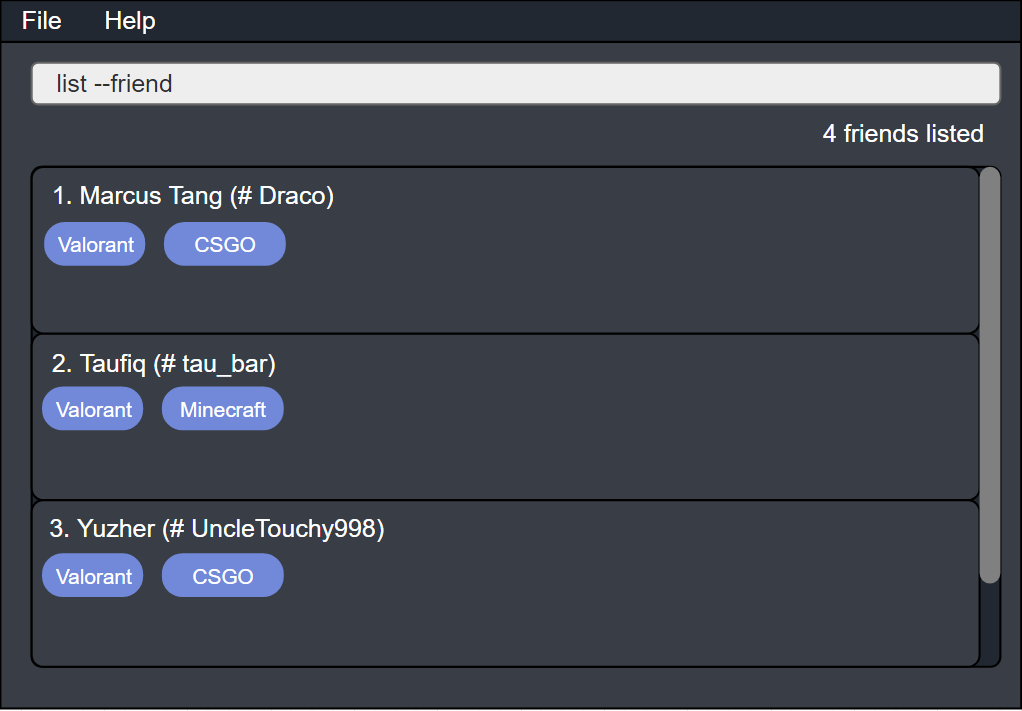 File Help
list --friend
4 friends listed
1. Marcus Tang (# Draco)
Valorant CSGO
2. Taufiq (# tau_bar)
Valorant Minecraft
3. Yuzher (# UncleTouchy998)
Valorant CSGO